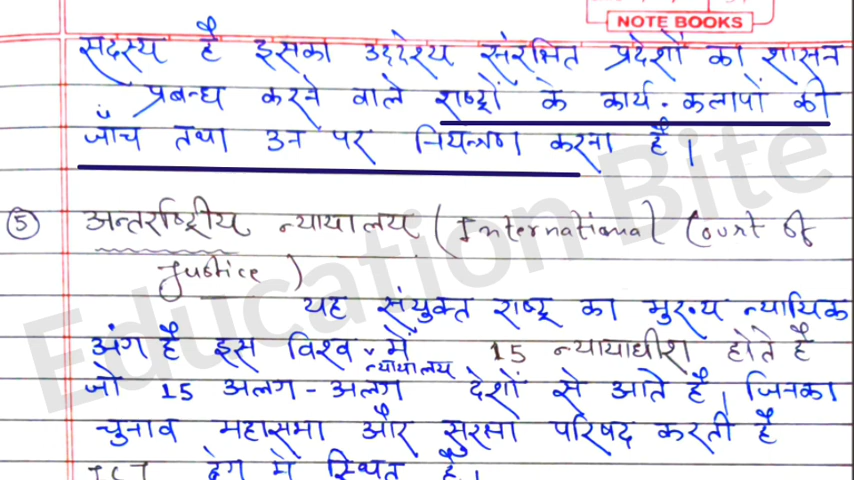 NOTE BOOKS
सदस्य है इसका उद्देश्य संरक्षित प्रदेशों का शासन
प्रबन्ध करने वाले राष्ट्रों के कार्य-कलापों की
जाँच तथा उन पर नियन्त्रण करना है।
⑤ अन्तर्राष्ट्रीय न्यायालय (International Court of
Justice)
यह संयुक्त राष्ट्र का मुख्य न्यायिक
अंग है इस विश्व न्यायालय में 15 न्यायाधीश होते है
जो 15 अलग-अलग देशों से आते है, जिनका
चुनाव महासभा और सुरक्षा परिषद करती है
ICJ हेग में स्थित है।
Education Bite